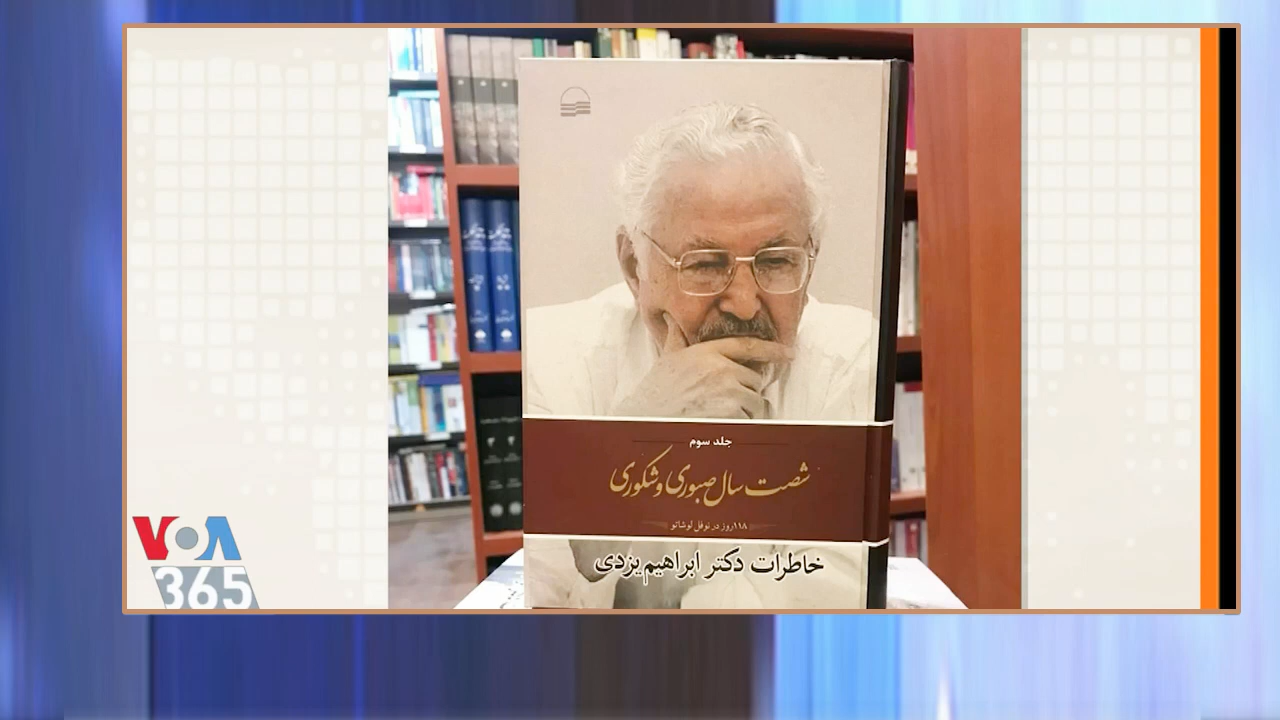 جلد سوم
شصت سال صبوری و شکوری
۱۱۸ روز در نوفل لوشاتو
خاطرات دکتر ابراهیم یزدی
VOA
365